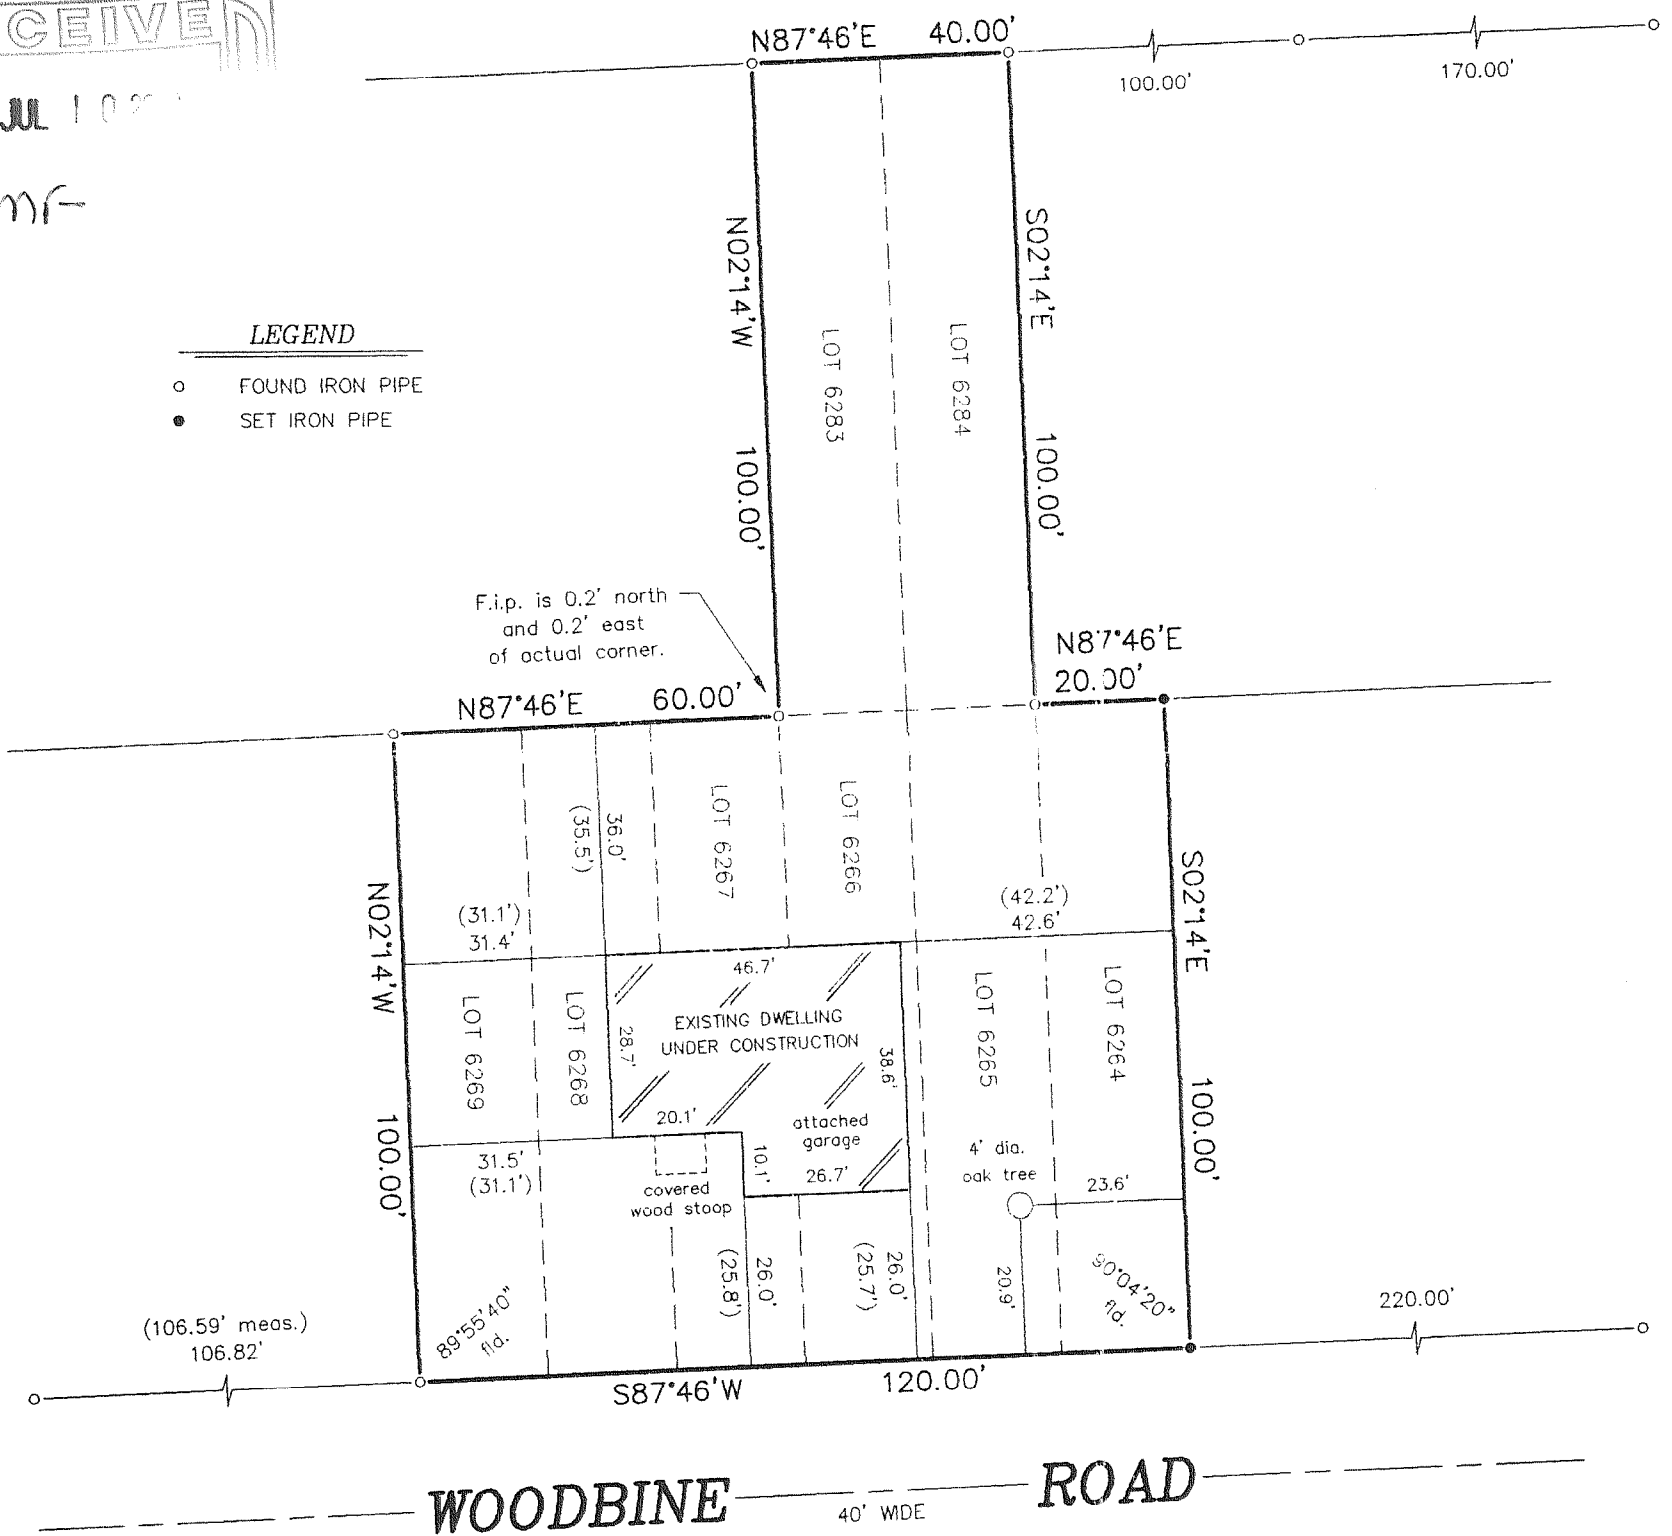 CEIVE
JUL 10
N87°46'E 40.00'
100.00'
170.00'
N02°14'W 100.00'
S02°14'E 100.00'
LOT 6283
LOT 6284
LEGEND
FOUND IRON PIPE
SET IRON PIPE
F.i.p. is 0.2' north
and 0.2' east
of actual corner.
N87°46'E
20.00'
N87°46'E 60.00'
36.0'
(35.5')
LOT 6267
LOT 6266
(31.1')
31.4'
(42.2')
42.6'
N02°14'W 100.00'
S02°14'E 100.00'
LOT 6269
LOT 6268
LOT 6265
LOT 6264
46.7'
EXISTING DWELLING
UNDER CONSTRUCTION
28.7'
38.6'
20.1'
attached
garage
10.1'
26.7'
31.5'
(31.1')
covered
wood stoop
4' dia.
oak tree
23.6'
20.9'
26.0'
(25.8')
26.0'
(25.7')
89°55'40"
fld.
90°04'20"
fld.
(106.59' meas.)
106.82'
220.00'
S87°46'W 120.00'
WOODBINE ROAD
40' WIDE